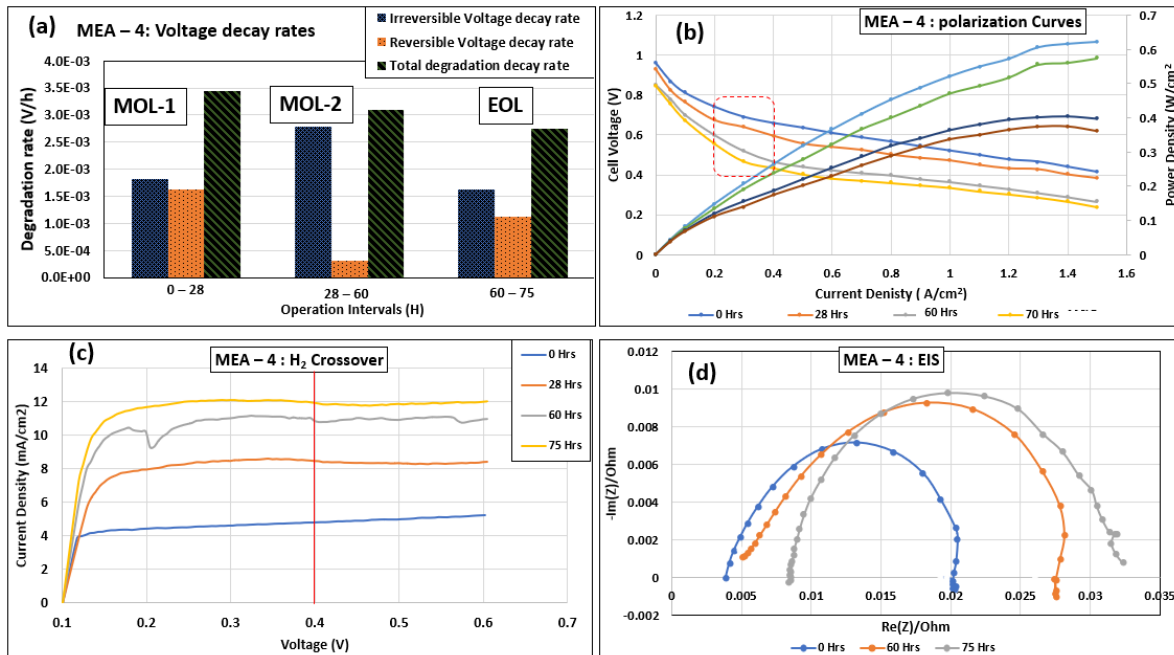 (a)
MEA – 4: Voltage decay rates
Irreversible Voltage decay rate
Reversible Voltage decay rate
Total degradation decay rate
Degradation rate (V/h)
4.0E-03
3.5E-03
3.0E-03
2.5E-03
2.0E-03
1.5E-03
1.0E-03
5.0E-04
0.0E+00
MOL-1
MOL-2
EOL
0 – 28
28 – 60
60 – 75
Operation Intervals (H)
MEA – 4 : polarization Curves
(b)
Cell Voltage (V)
1.2
1
0.8
0.6
0.4
0.2
0
0.7
0.6
0.5
0.4
0.3
0.2
0.1
0
Power Density (W/cm²
0
0.2
0.4
0.6
0.8
1
1.2
1.4
1.6
Current Denisty ( A/cm²)
0 Hrs
28 Hrs
60 Hrs
70 Hrs
(c)
MEA – 4 : H₂ Crossover
0 Hrs
28 Hrs
60 Hrs
75 Hrs
Current Density (mA/cm2)
14
12
10
8
6
4
2
0
0.1
0.2
0.3
0.4
0.5
0.6
0.7
Voltage (V)
MEA – 4 : EIS
(d)
-Im(Z)/Ohm
0.012
0.01
0.008
0.006
0.004
0.002
0
-0.002
0
0.005
0.01
0.015
0.02
0.025
0.03
0.035
Re(Z)/Ohm
0 Hrs
60 Hrs
75 Hrs